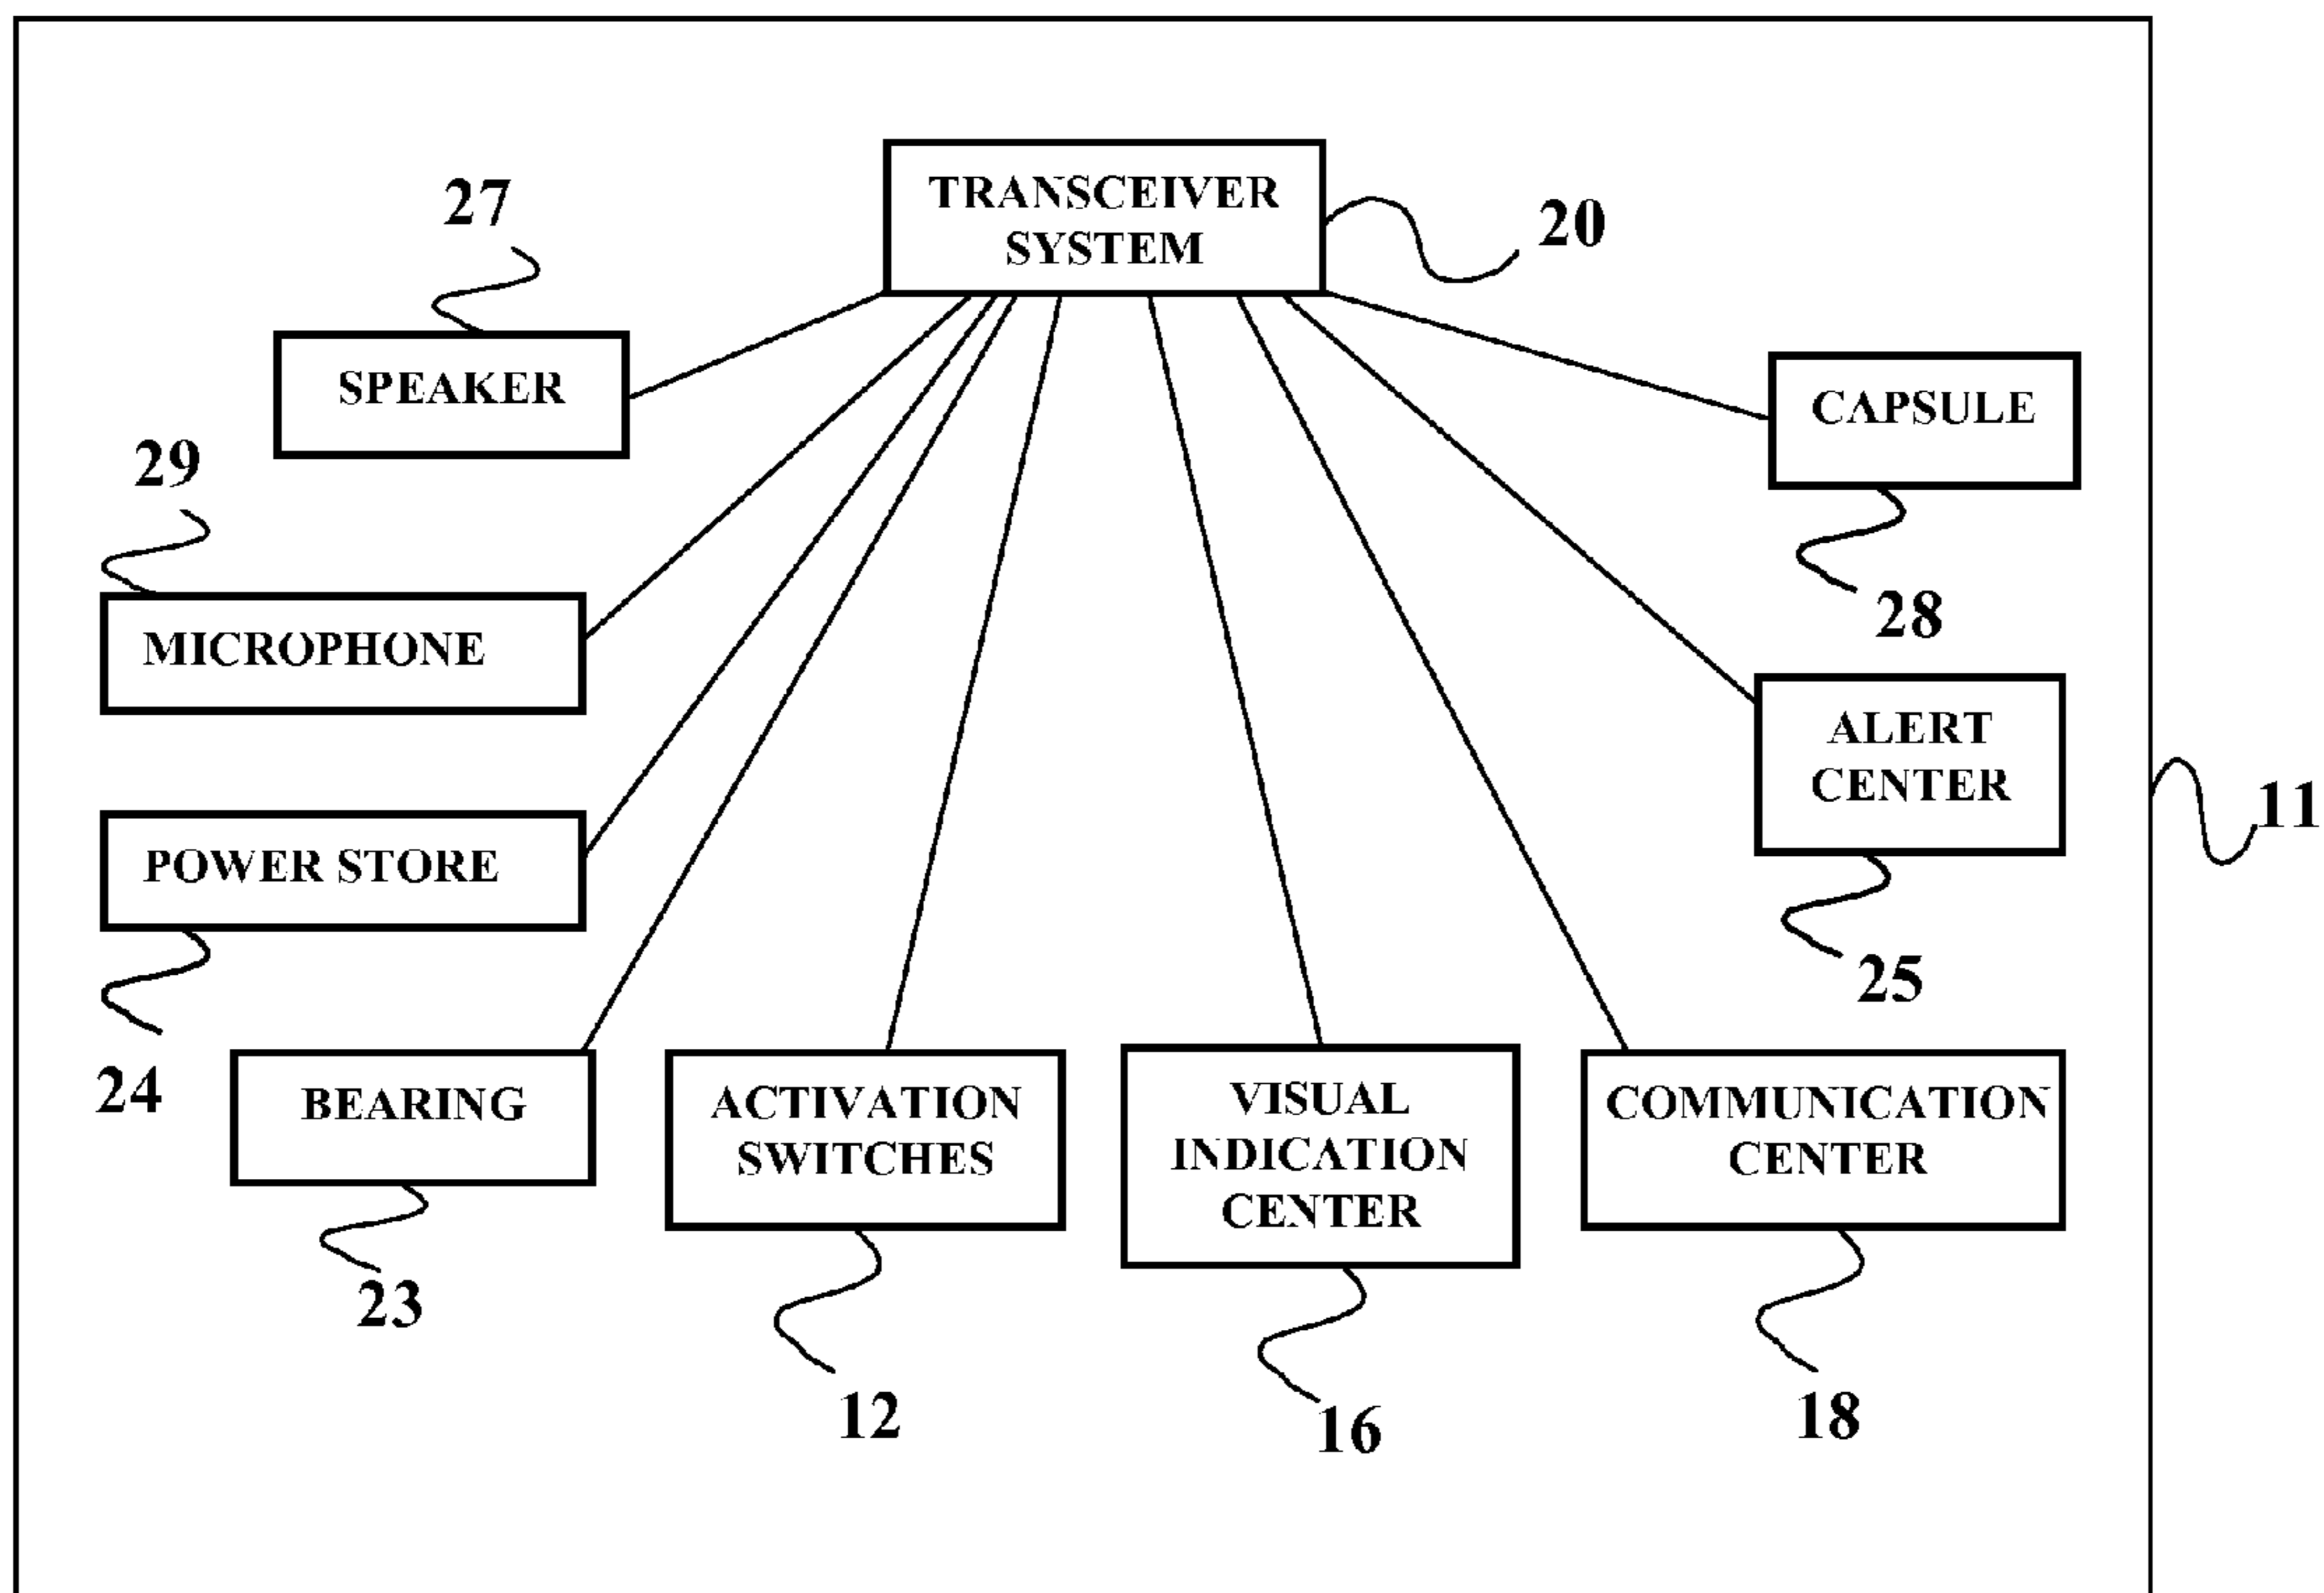 TRANSCEIVER
SYSTEM
20
27
SPEAKER
CAPSULE
28
29
MICROPHONE
ALERT
CENTER
25
11
POWER STORE
24
BEARING
23
ACTIVATION
SWITCHES
12
VISUAL
INDICATION
CENTER
16
COMMUNICATION
CENTER
18